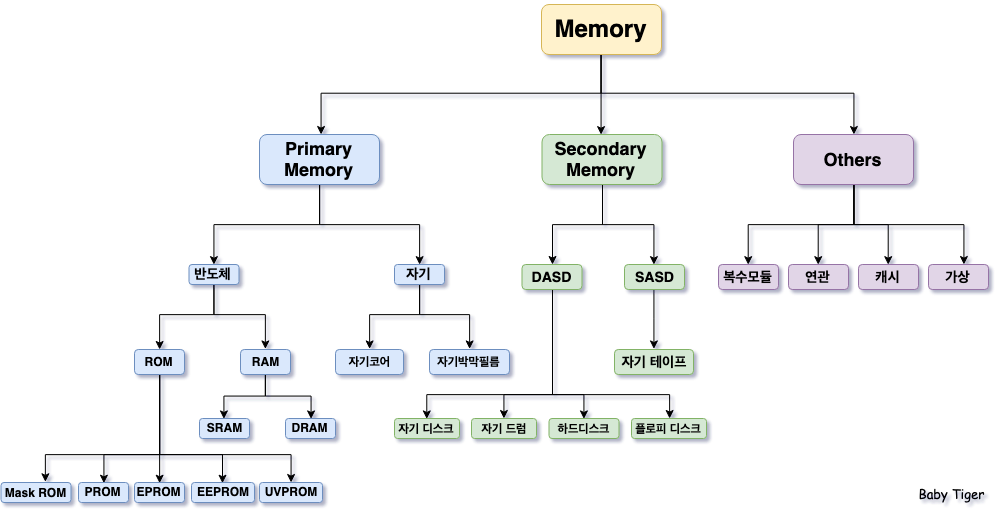 Memory
Primary
Memory
Secondary
Memory
Others
반도체
자기
DASD
SASD
복수모듈
연관
캐시
가상
ROM
RAM
자기코어
자기박막필름
자기 테이프
SRAM
DRAM
자기 디스크
자기 드럼
하드디스크
플로피 디스크
Mask ROM
PROM
EPROM
EEPROM
UVPROM
Baby Tiger